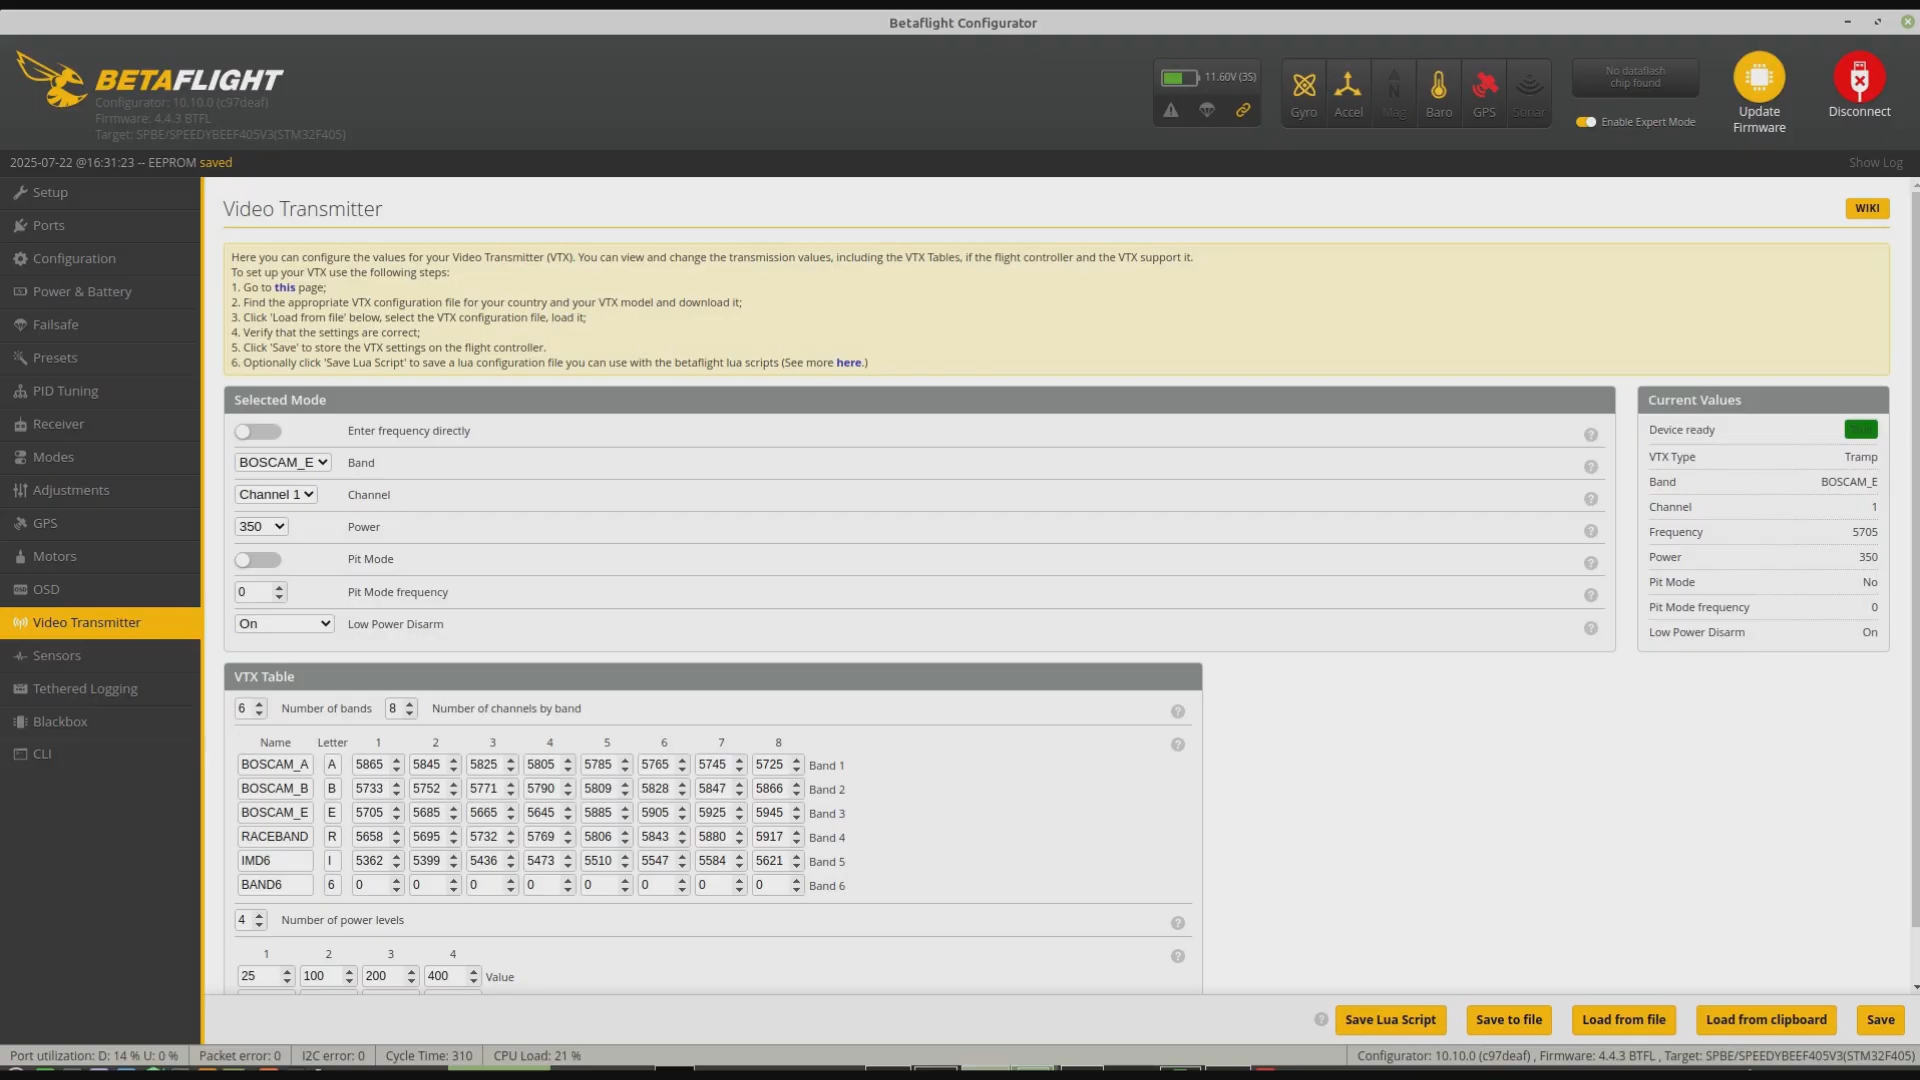 Betaflight Configurator
BETAFLIGHT
Configurator: 10.10.0 (c97deaf)
Firmware: 4.4.3 BTFL
Target: SPBE/SPEEDYBEEF405V3(STM32F405)
11.60V (3S)
Gyro
Accel
Mag
Baro
GPS
Sonar
No dataflash
chip found
Enable Expert Mode
Update
Firmware
Disconnect
2025-07-22 @16:31:23 -- EEPROM saved
Show Log
Setup
Ports
Configuration
Power & Battery
Failsafe
Presets
PID Tuning
Receiver
Modes
Adjustments
GPS
Motors
OSD
Video Transmitter
Sensors
Tethered Logging
Blackbox
CLI
Video Transmitter
WIKI
Here you can configure the values for your Video Transmitter (VTX). You can view and change the transmission values, including the VTX Tables, if the flight controller and the VTX support it.
To set up your VTX use the following steps:
1. Go to this page;
2. Find the appropriate VTX configuration file for your country and your VTX model and download it;
3. Click 'Load from file' below, select the VTX configuration file, load it;
4. Verify that the settings are correct;
5. Click 'Save' to store the VTX settings on the flight controller.
6. Optionally click 'Save Lua Script' to save a lua configuration file you can use with the betaflight lua scripts (See more here.)
Selected Mode
Enter frequency directly
BOSCAM_E Band
Channel 1 Channel
350 Power
Pit Mode
0 Pit Mode frequency
On Low Power Disarm
Current Values
Device ready
VTX Type Tramp
Band BOSCAM_E
Channel 1
Frequency 5705
Power 350
Pit Mode No
Pit Mode frequency 0
Low Power Disarm On
VTX Table
6 Number of bands 8 Number of channels by band
Name Letter 1 2 3 4 5 6 7 8
BOSCAM_A A 5865 5845 5825 5805 5785 5765 5745 5725 Band 1
BOSCAM_B B 5733 5752 5771 5790 5809 5828 5847 5866 Band 2
BOSCAM_E E 5705 5685 5665 5645 5885 5905 5925 5945 Band 3
RACEBAND R 5658 5695 5732 5769 5806 5843 5880 5917 Band 4
IMD6 I 5362 5399 5436 5473 5510 5547 5584 5621 Band 5
BAND6 6 0 0 0 0 0 0 0 0 Band 6
4 Number of power levels
1 2 3 4
25 100 200 400 Value
Save Lua Script
Save to file
Load from file
Load from clipboard
Save
Port utilization: D: 14 % U: 0 %
Packet error: 0
I2C error: 0
Cycle Time: 310
CPU Load: 21 %
Configurator: 10.10.0 (c97deaf) , Firmware: 4.4.3 BTFL , Target: SPBE/SPEEDYBEEF405V3(STM32F405)